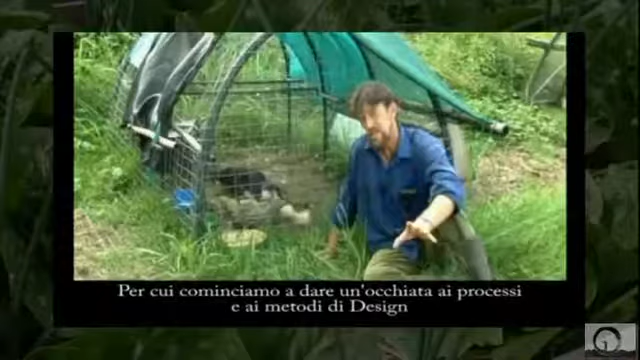 Per cui cominciamo a dare un'occhiata ai processi
e ai metodi di Design